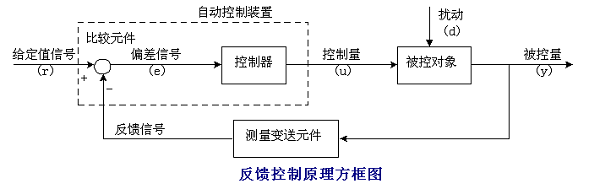 自动控制装置
扰动
(d)
比较元件
给定值信号
(r)
偏差信号
(e)
控制器
控制量
(u)
被控对象
被控量
(y)
+
-
反馈信号
测量变送元件
反馈控制原理方框图